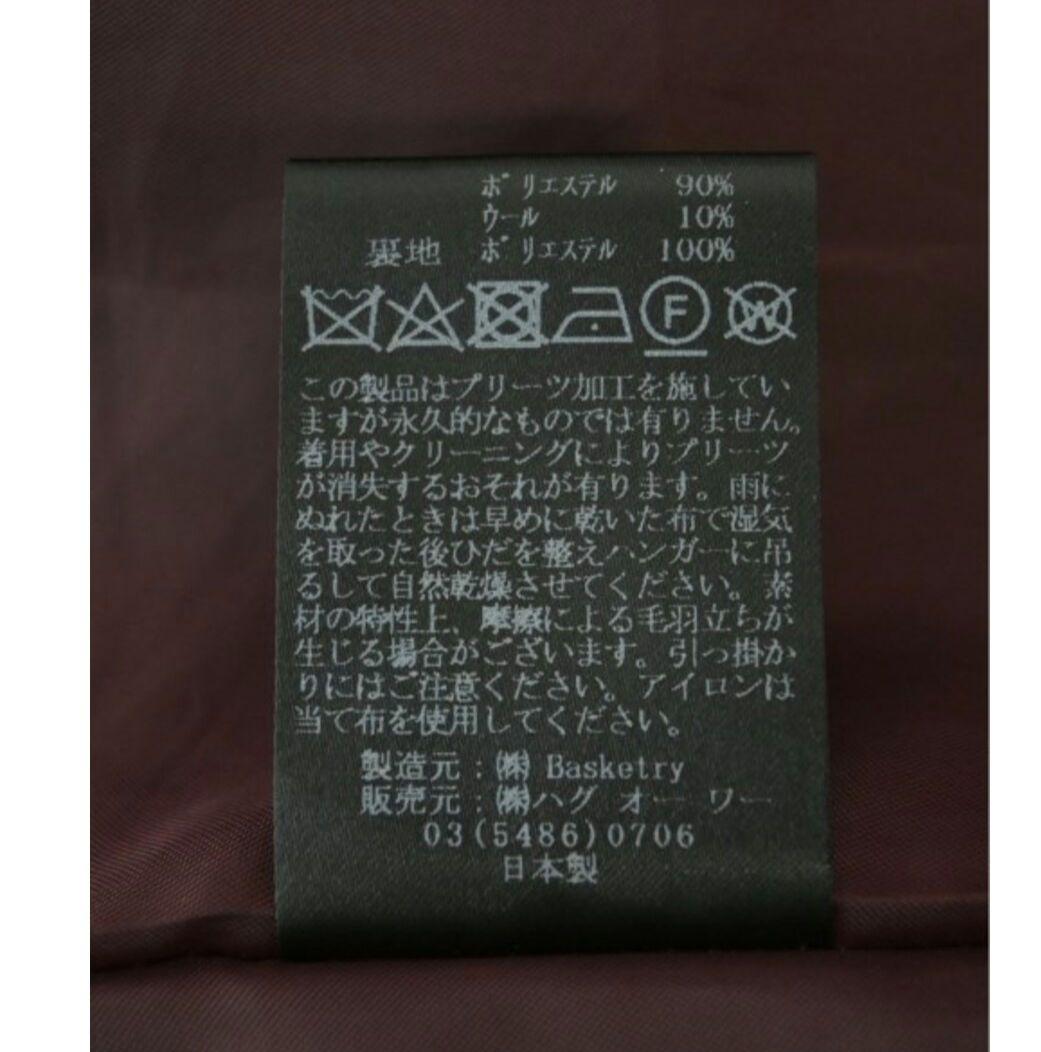 ポリエステル 90%
ウール 10%
裏地 ポリエステル 100%
F W
この製品はプリーツ加工を施してい
ますが永久的なものでは有りません。
着用やクリーニングによりプリーツ
が消失するおそれが有ります。雨に
ぬれたときは早めに乾いた布で湿気
を取った後ひだを整えハンガーに吊
るして自然乾燥させてください。素
材の特性上、摩擦による毛羽立ちが
生じる場合がございます。引っ掛か
りにはご注意ください。アイロンは
当て布を使用してください。
製造元:㈱ Basketry
販売元:㈱ハグ オー ワー
03(5486)0706
日本製